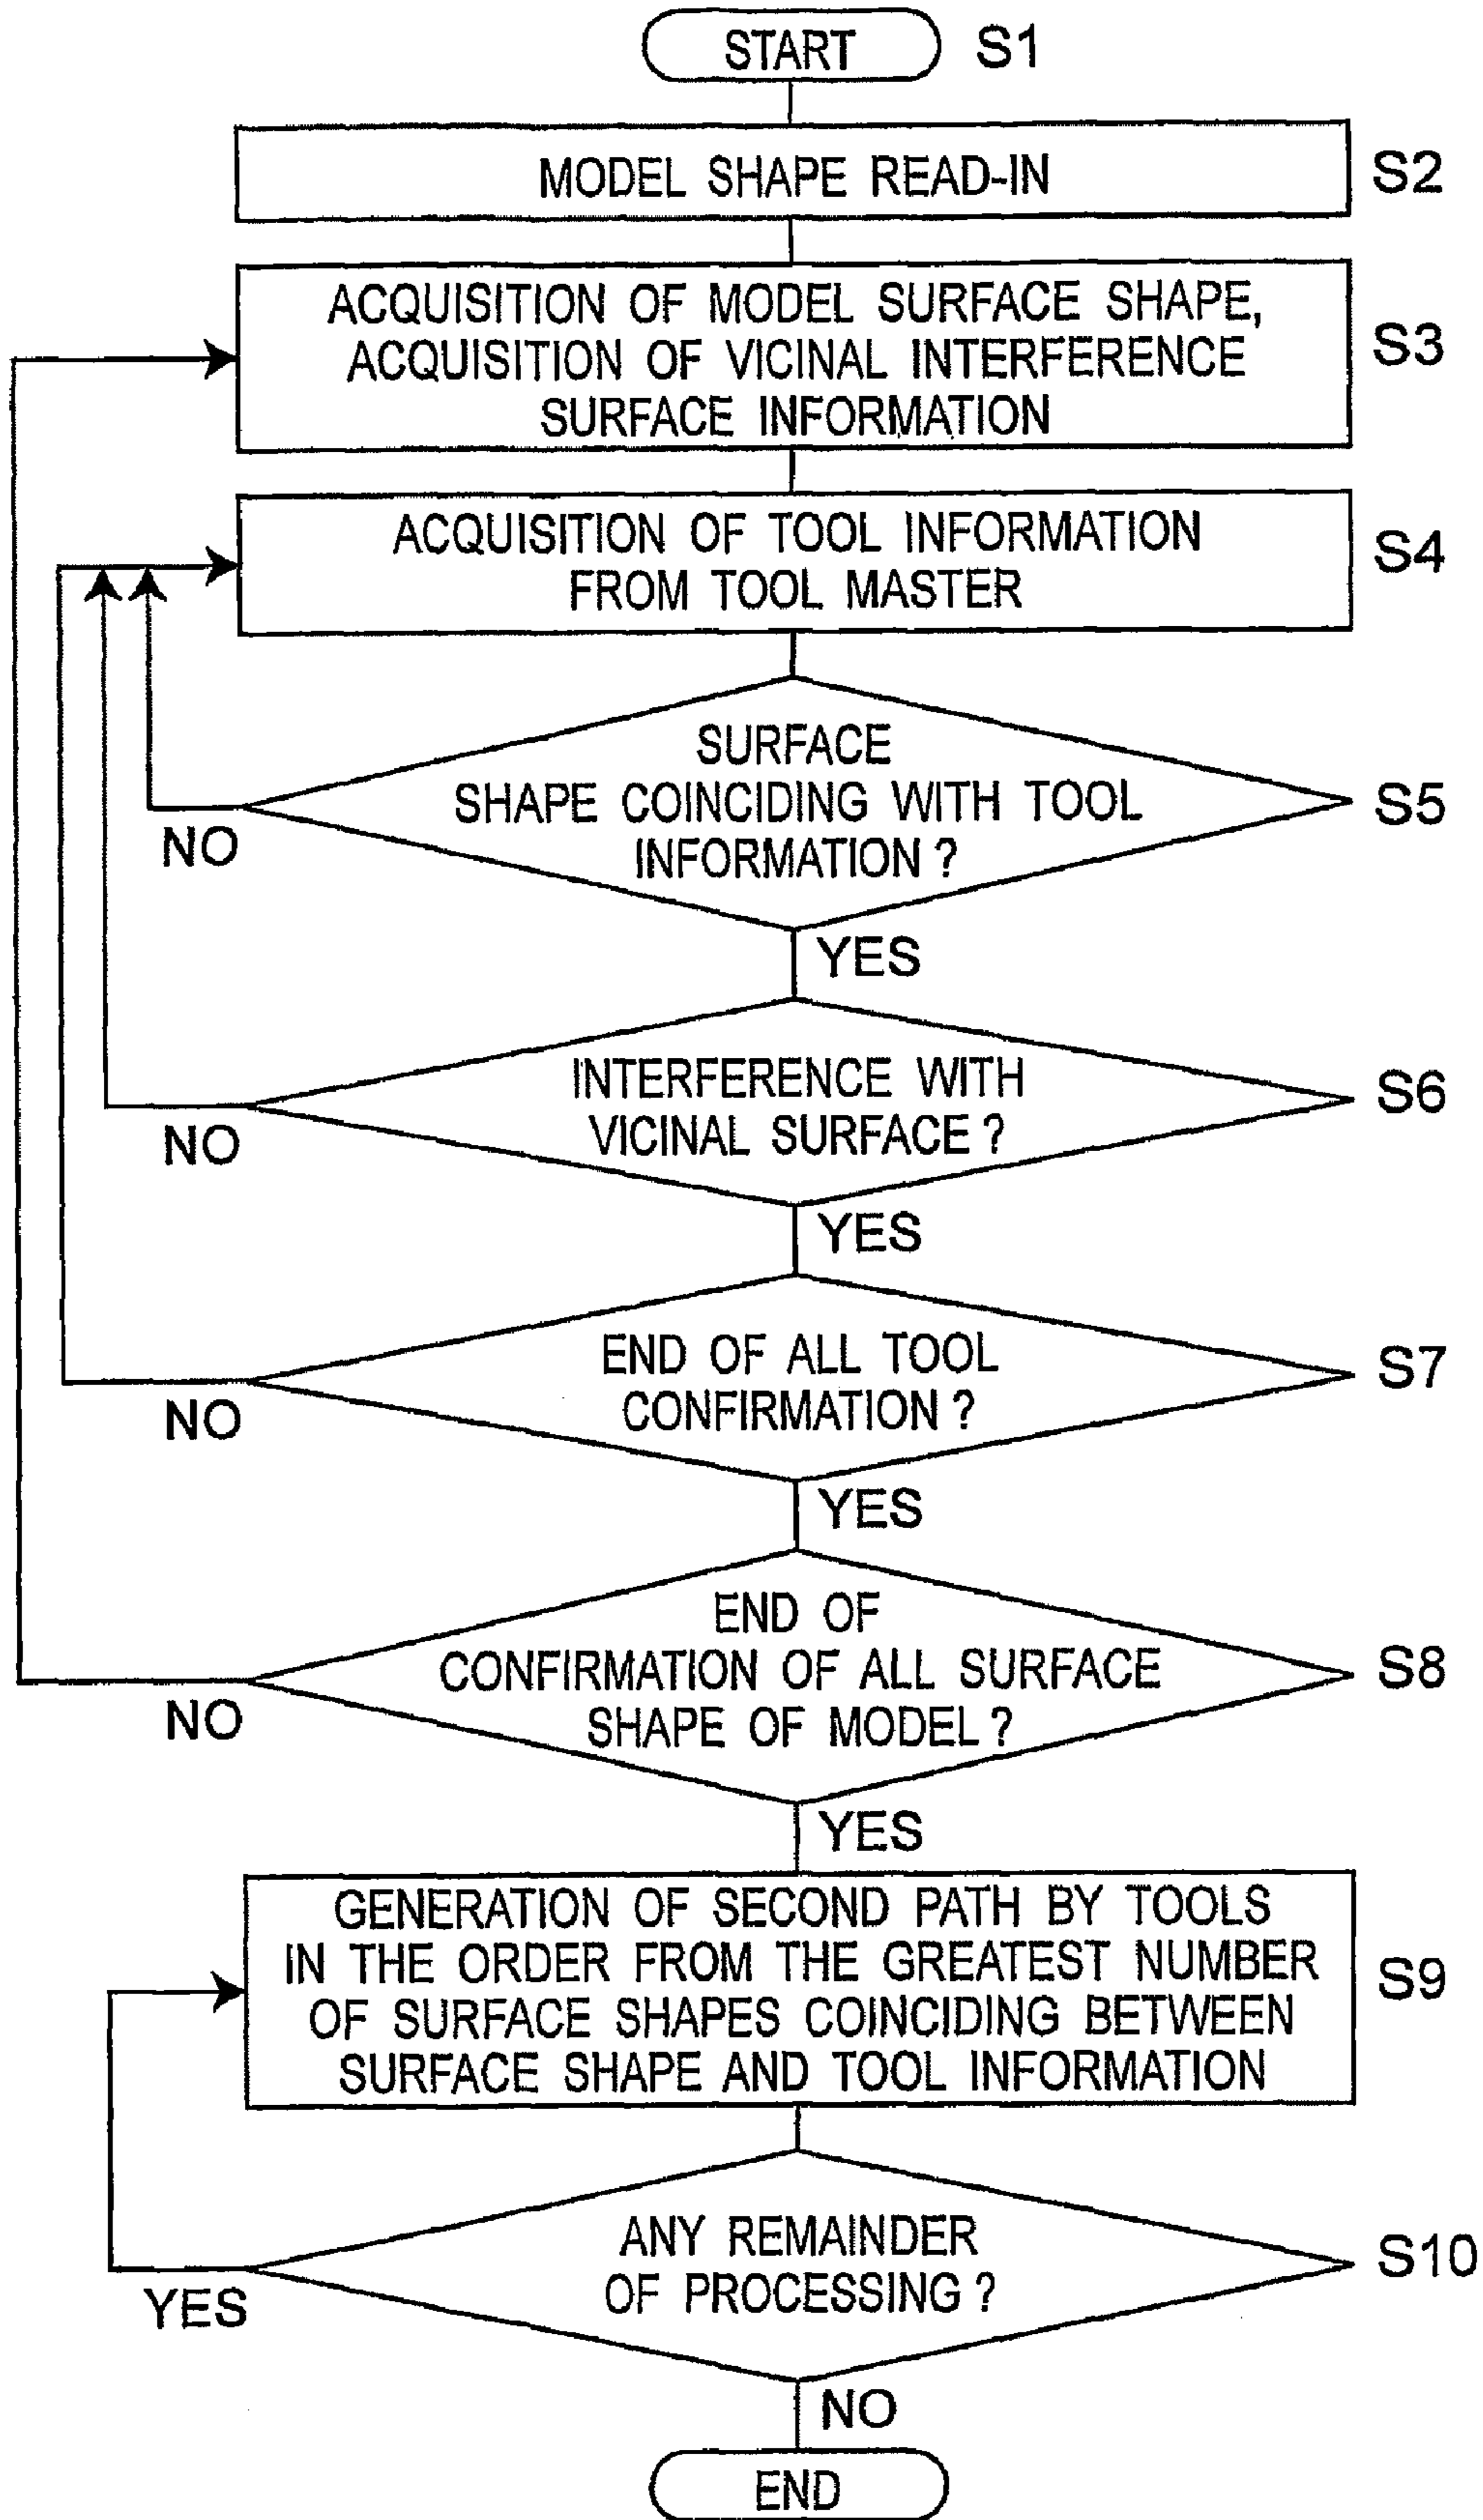 START S1
MODEL SHAPE READ-IN S2
ACQUISITION OF MODEL SURFACE SHAPE,
ACQUISITION OF VICINAL INTERFERENCE S3
SURFACE INFORMATION
ACQUISITION OF TOOL INFORMATION S4
FROM TOOL MASTER
SURFACE
SHAPE COINCIDING WITH TOOL S5
INFORMATION ?
NO
YES
INTERFERENCE WITH S6
VICINAL SURFACE ?
NO
YES
END OF ALL TOOL S7
CONFIRMATION ?
NO
YES
END OF
CONFIRMATION OF ALL SURFACE S8
SHAPE OF MODEL ?
NO
YES
GENERATION OF SECOND PATH BY TOOLS
IN THE ORDER FROM THE GREATEST NUMBER S9
OF SURFACE SHAPES COINCIDING BETWEEN
SURFACE SHAPE AND TOOL INFORMATION
ANY REMAINDER S10
OF PROCESSING ?
YES
NO
END